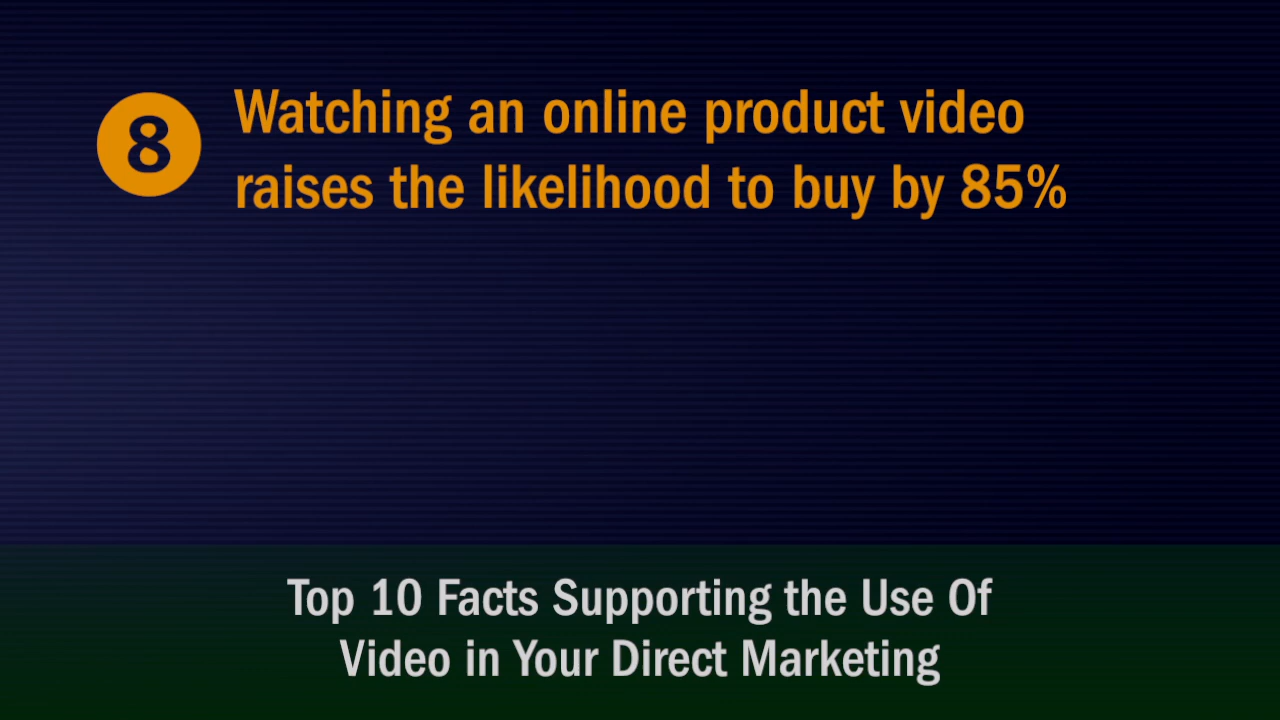 8
Watching an online product video
raises the likelihood to buy by 85%
Top 10 Facts Supporting the Use Of
Video in Your Direct Marketing